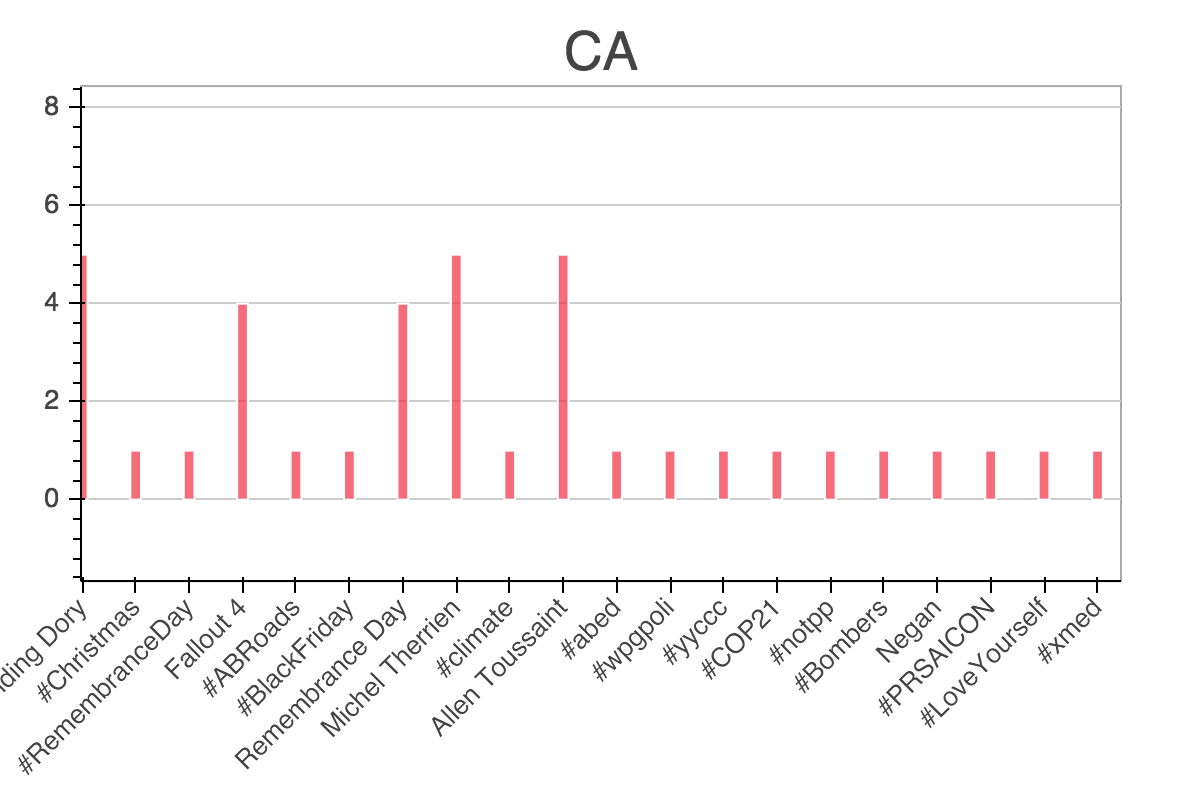 CA
8
6
4
2
0
Dory
#Christmas
#RemembranceDay
Fallout 4
#ABRoads
#BlackFriday
Remembrance Day
Michel Therrien
#climate
Allen Toussaint
#abed
#wpgpoli
#yyccc
#COP21
#notpp
#Bombers
Negan
#PRSAICON
#LoveYourself
#xmed